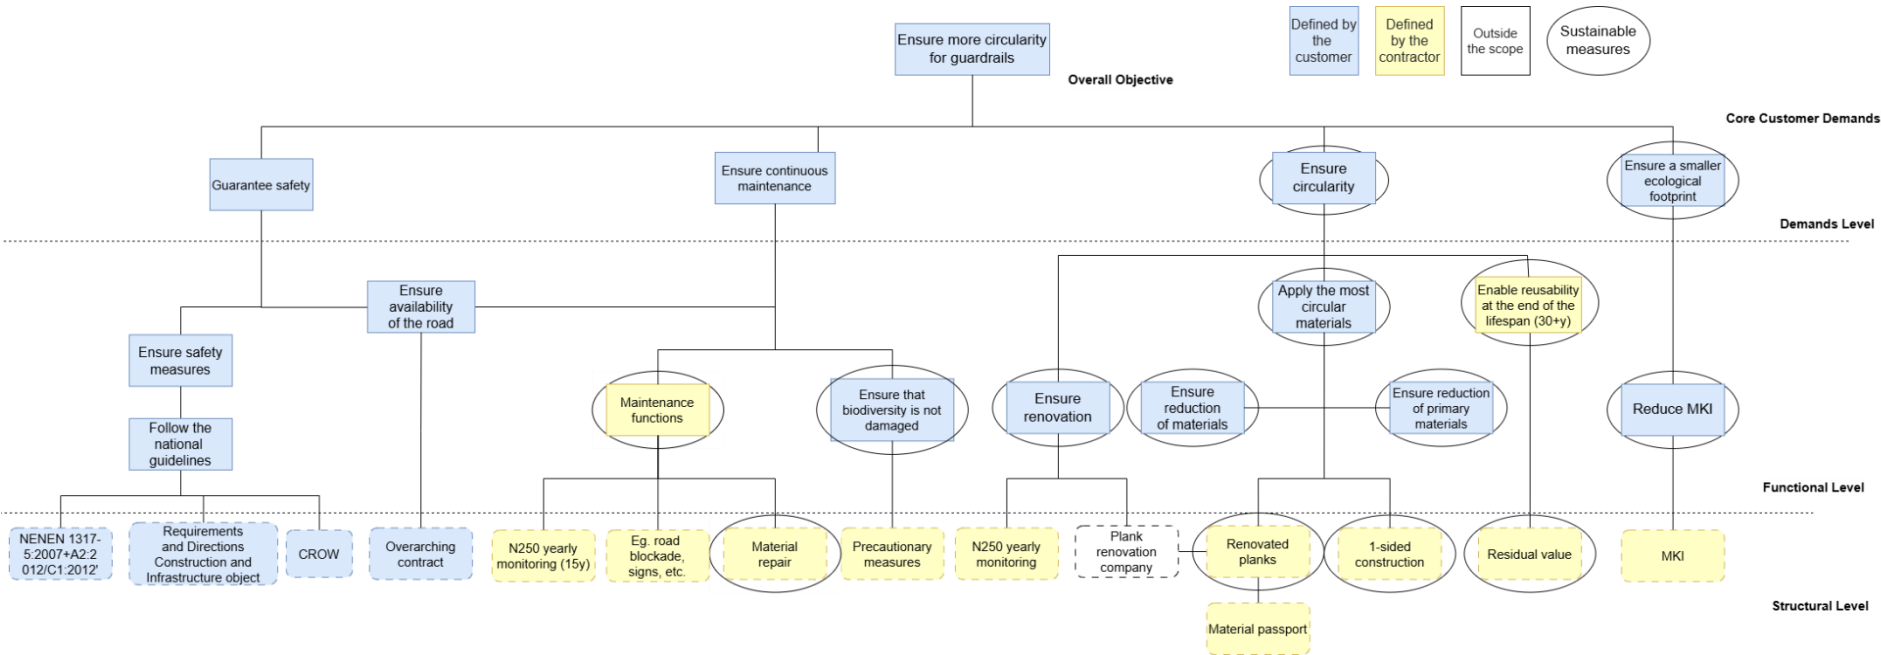 Ensure more circularity
for guardrails
Defined by
the
customer
Defined
by the
contractor
Outside
the scope
Sustainable
measures
Overall Objective
Core Customer Demands
Guarantee safety
Ensure continuous
maintenance
Ensure
circularity
Ensure a smaller
ecological
footprint
Demands Level
Ensure
availability
of the road
Apply the most
circular
materials
Enable reusability
at the end of the
lifespan (30+y)
Ensure safety
measures
Maintenance
functions
Ensure that
biodiversity is not
damaged
Ensure
renovation
Ensure
reduction
of materials
Ensure reduction
of primary
materials
Reduce MKI
Follow the
national
guidelines
Functional Level
NENEN 1317-
5:2007+A2:2
012/C1:2012'
Requirements
and Directions
Construction and
Infrastructure object
CROW
Overarching
contract
N250 yearly
monitoring (15y)
Eg. road
blockade,
signs, etc.
Material
repair
Precautionary
measures
N250 yearly
monitoring
Plank
renovation
company
Renovated
planks
1-sided
construction
Residual value
MKI
Structural Level
Material passport